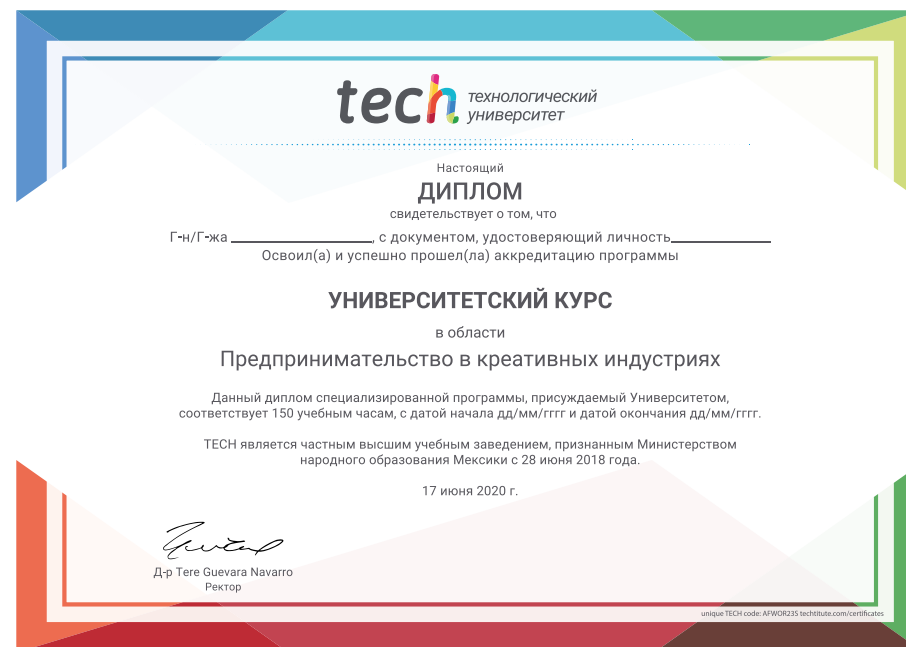 tech технологический
университет
Настоящий
ДИПЛОМ
свидетельствует о том, что
Г-н/Г-жа ____________________, с документом, удостоверяющий личность______________
Освоил(а) и успешно прошел(ла) аккредитацию программы
УНИВЕРСИТЕТСКИЙ КУРС
в области
Предпринимательство в креативных индустриях
Данный диплом специализированной программы, присуждаемый Университетом,
соответствует 150 учебным часам, с датой начала дд/мм/гггг и датой окончания дд/мм/гггг.
TECH является частным высшим учебным заведением, признанным Министерством
народного образования Мексики с 28 июня 2018 года.
17 июня 2020 г.
Д-р Tere Guevara Navarro
Ректор
unique TECH code: AFWOR23S techtitute.com/certificates